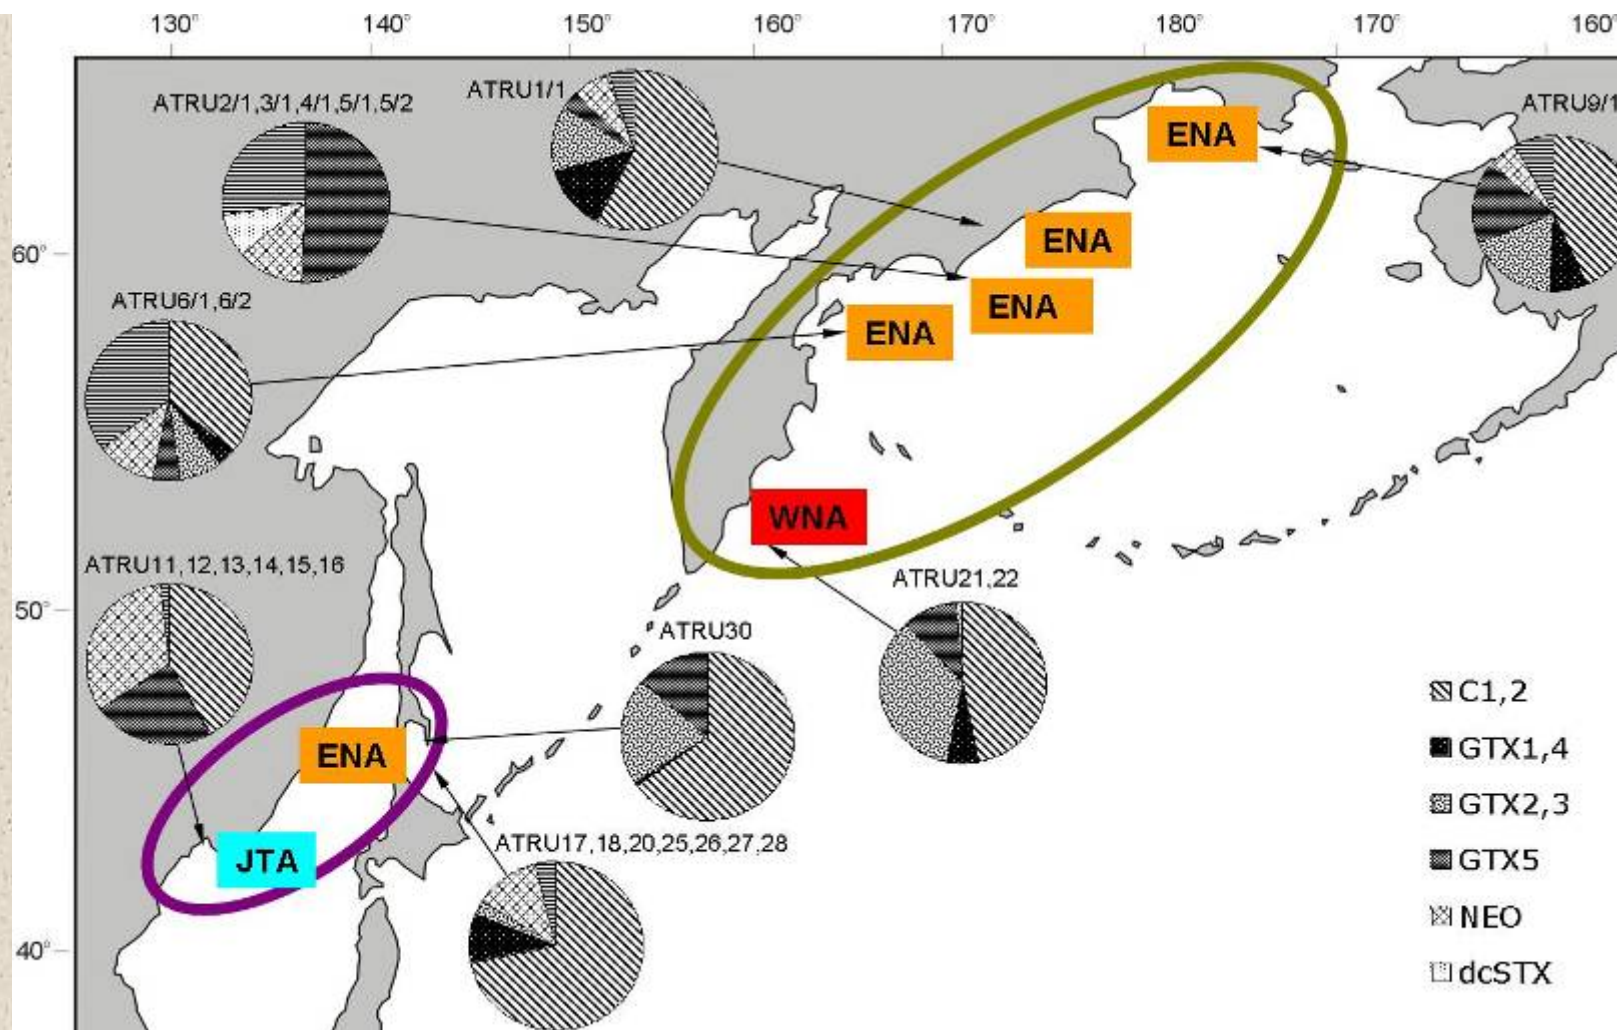 130° 140° 150° 160° 170° 180° 170° 160°
ATRU2/1,3/1,4/1,5/1,5/2
ATRU1/1
ENA
ATRU9/1
60°
ENA
ENA
ATRU6/1,6/2
ENA
WNA
ATRU11,12,13,14,15,16
ATRU21,22
50°
ATRU30
C1,2
ENA
GTX1,4
GTX2,3
ATRU17,18,20,25,26,27,28
JTA
GTX5
NEO
40°
dcSTX